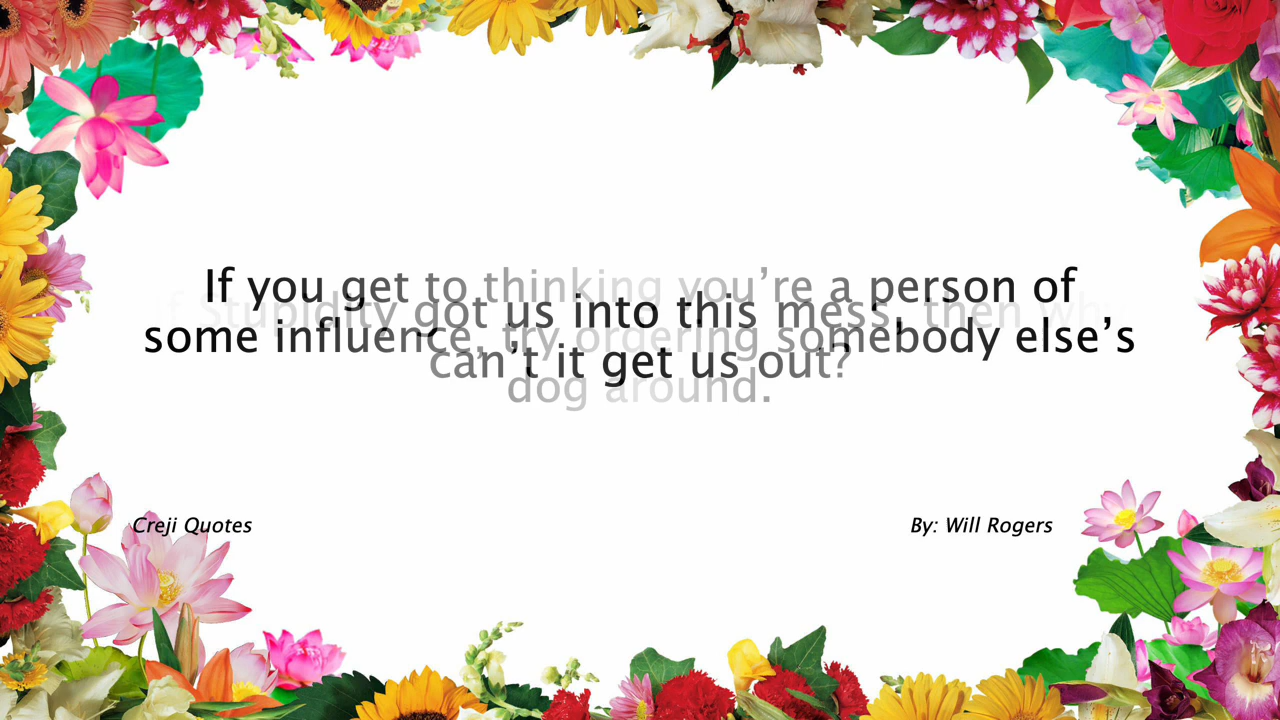 If you get to thinking you’re a person of
some influence, try ordering somebody else’s
dog around.
If stupidity got us into this mess, then why
can’t it get us out?
Creji Quotes
By: Will Rogers